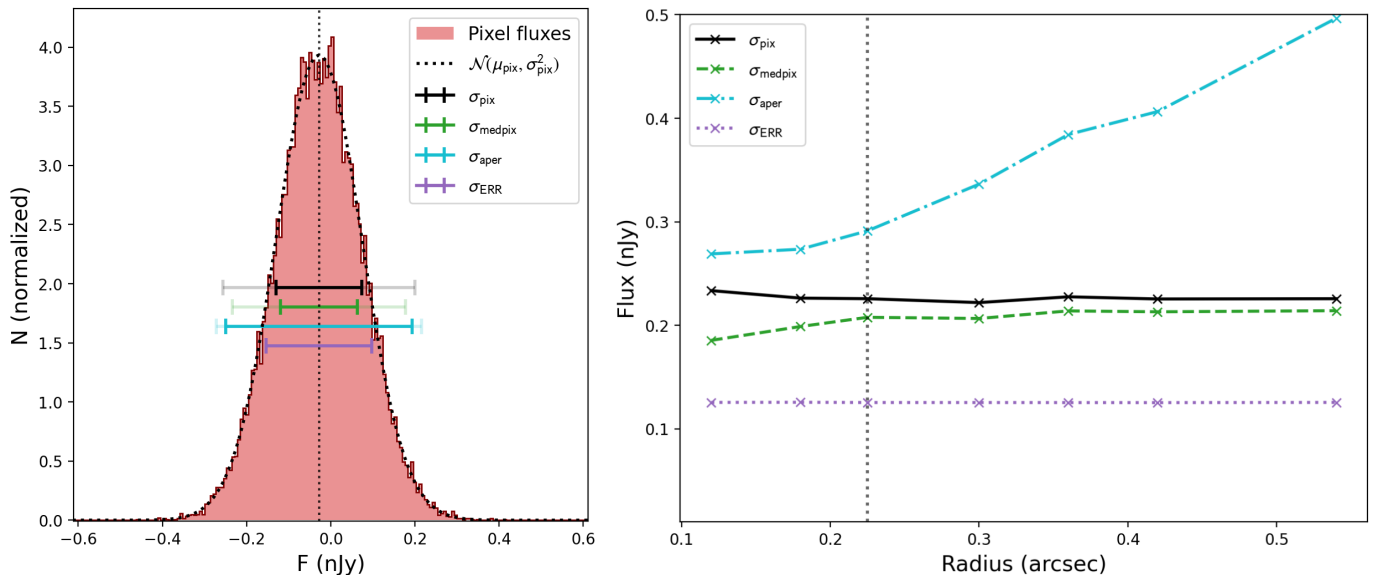 Pixel fluxes
𝒩(μpix, σ²pix)
σpix
σmedpix
σaper
σERR
4.0
3.5
3.0
2.5
2.0
1.5
1.0
0.5
0.0
N (normalized)
−0.6 −0.4 −0.2 0.0 0.2 0.4 0.6
F (nJy)
σpix
σmedpix
σaper
σERR
0.5
0.4
0.3
0.2
0.1
Flux (nJy)
0.1 0.2 0.3 0.4 0.5
Radius (arcsec)